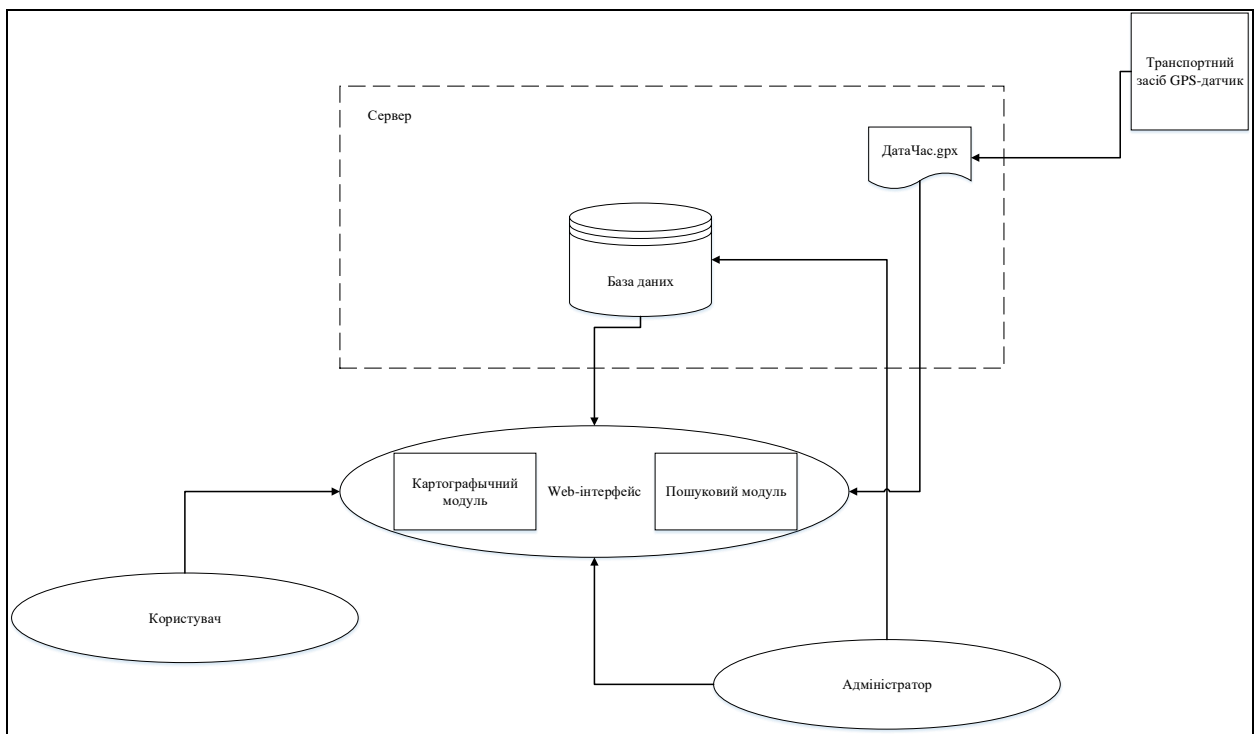 Транспортний
засіб GPS-датчик
Сервер
ДатаЧас.gpx
База даних
Картографычний
модуль
Web-інтерфейс
Пошуковий модуль
Користувач
Адміністратор